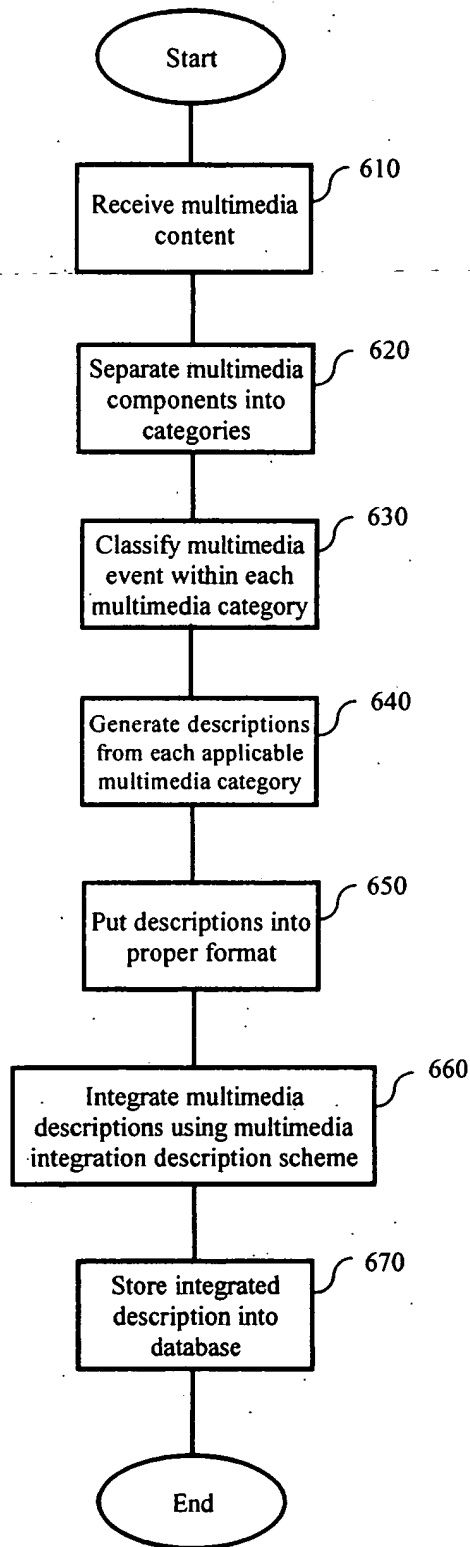 Start
610
Receive multimedia
content
620
Separate multimedia
components into
categories
630
Classify multimedia
event within each
multimedia category
640
Generate descriptions
from each applicable
multimedia category
650
Put descriptions into
proper format
660
Integrate multimedia
descriptions using multimedia
integration description scheme
670
Store integrated
description into
database
End